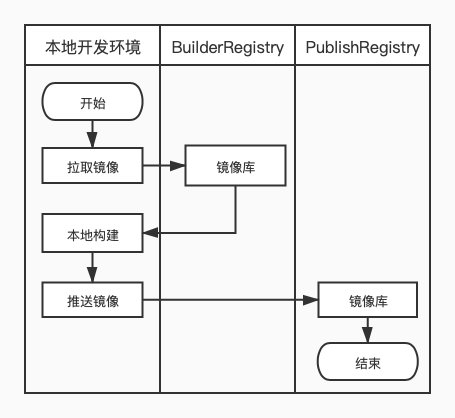 本地开发环境
BuilderRegistry
PublishRegistry
开始
拉取镜像
镜像库
本地构建
推送镜像
镜像库
结束